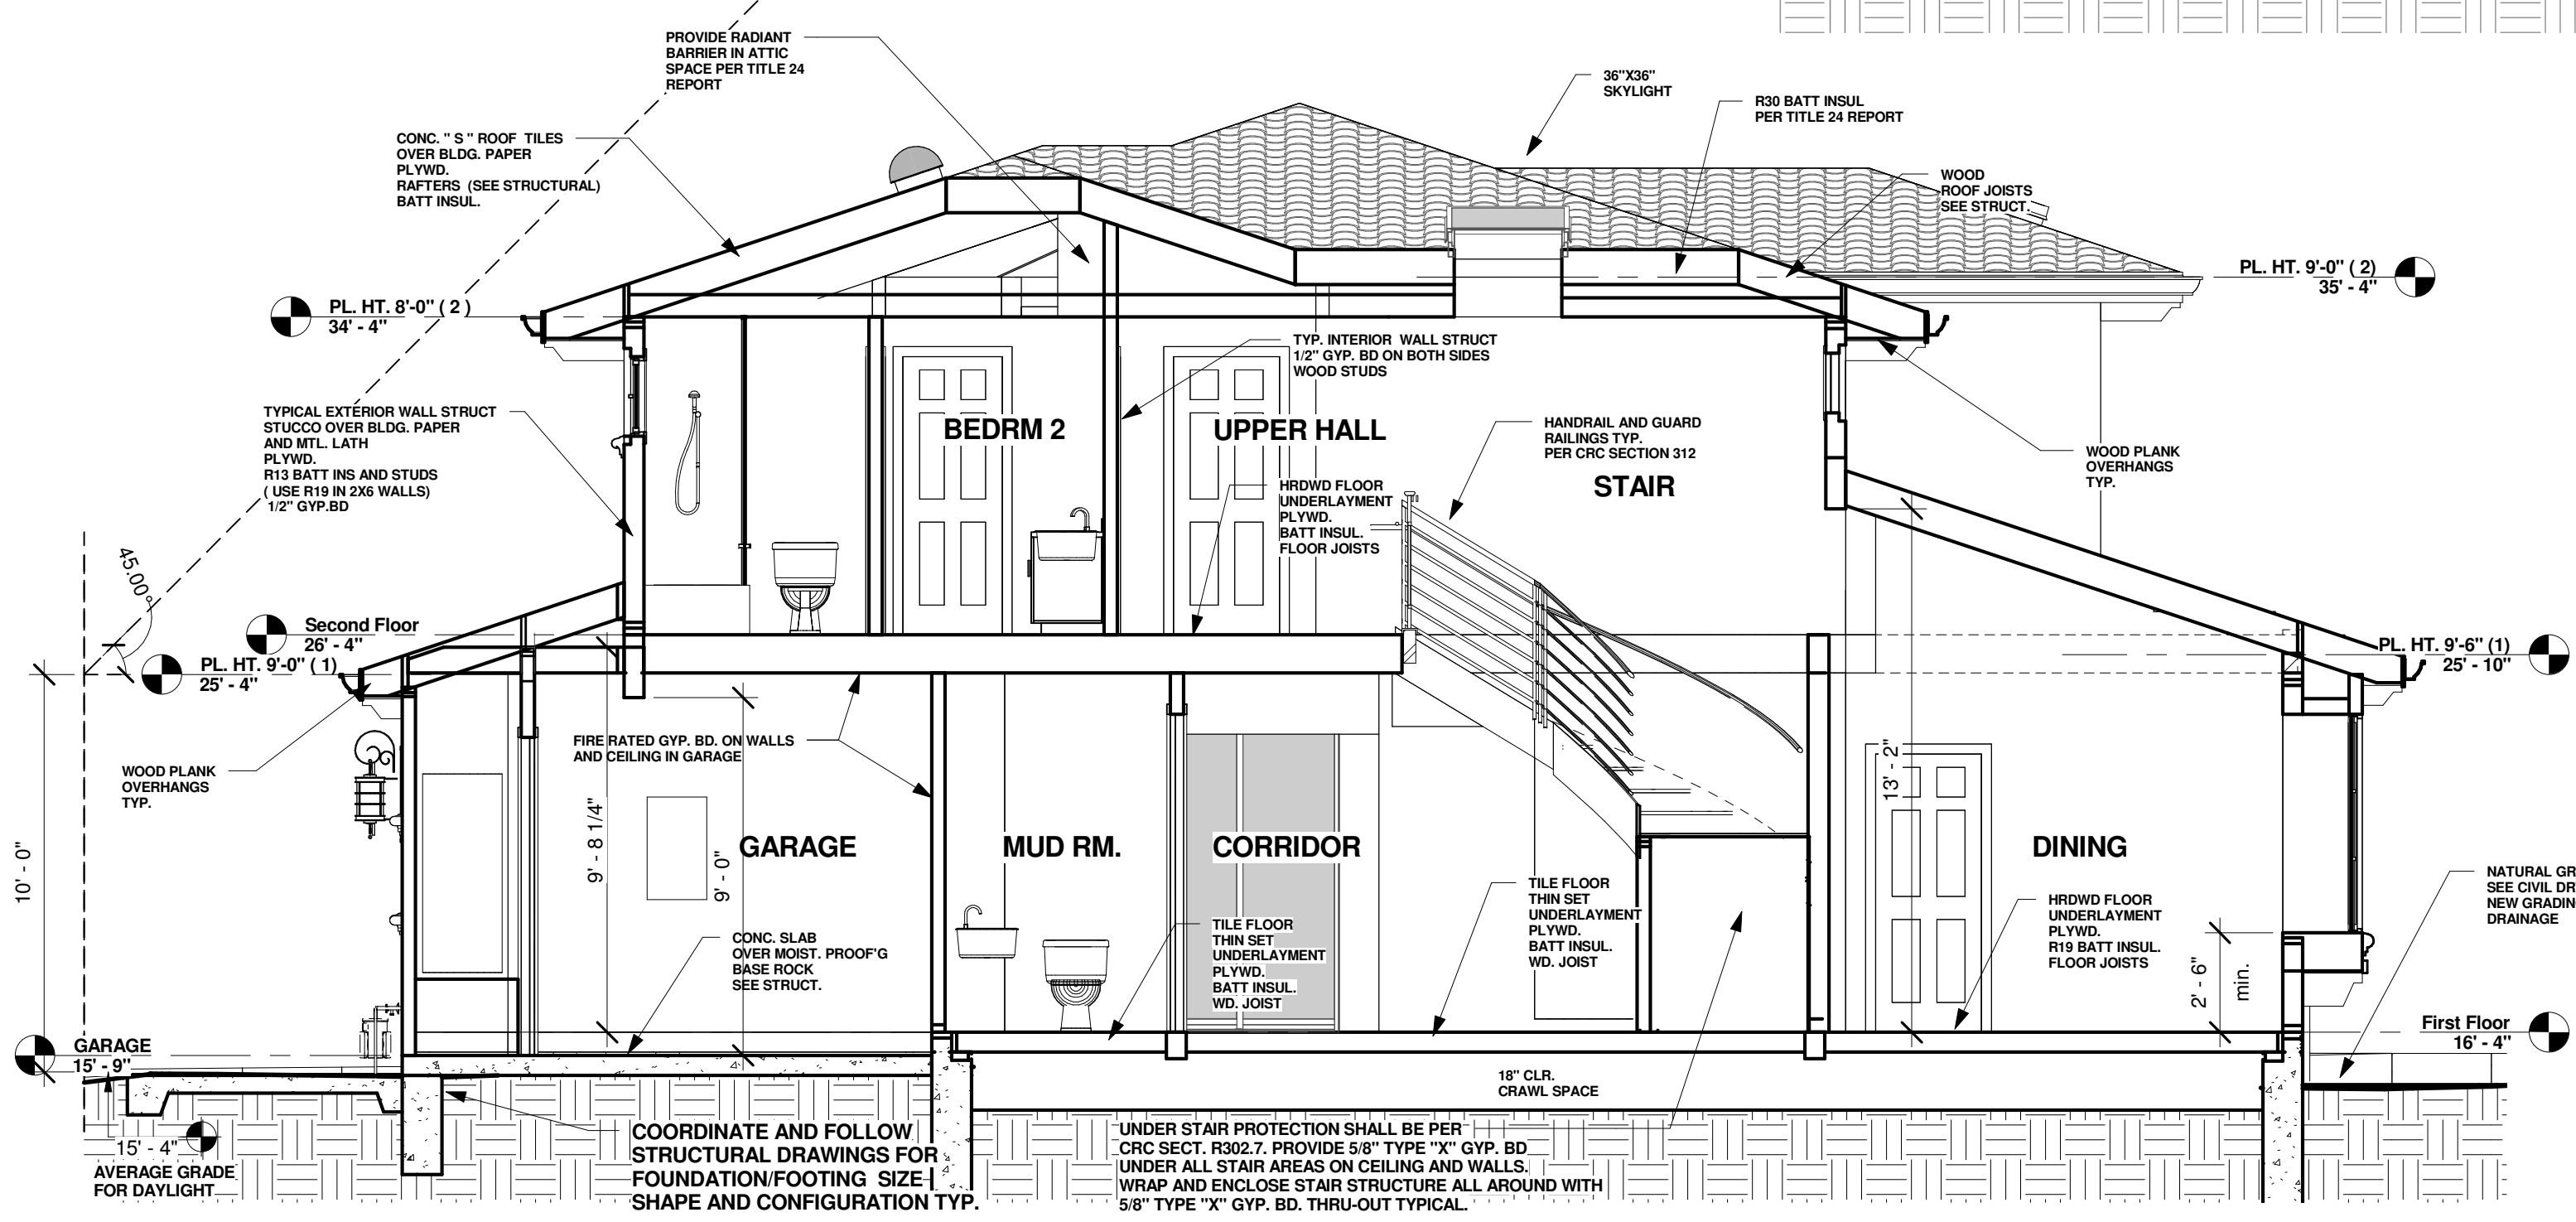 PROVIDE RADIANT
BARRIER IN ATTIC
SPACE PER TITLE 24
REPORT
36"X36"
SKYLIGHT
R30 BATT INSUL
PER TITLE 24 REPORT
CONC. " S " ROOF TILES
OVER BLDG. PAPER
PLYWD.
RAFTERS (SEE STRUCTURAL)
BATT INSUL.
WOOD
ROOF JOISTS
SEE STRUCT.
PL. HT. 8'-0" ( 2 )
34' - 4"
PL. HT. 9'-0" ( 2)
35' - 4"
TYP. INTERIOR WALL STRUCT
1/2" GYP. BD ON BOTH SIDES
WOOD STUDS
TYPICAL EXTERIOR WALL STRUCT
STUCCO OVER BLDG. PAPER
AND MTL. LATH
PLYWD.
R13 BATT INS AND STUDS
( USE R19 IN 2X6 WALLS)
1/2" GYP.BD
BEDRM 2
UPPER HALL
HANDRAIL AND GUARD
RAILINGS TYP.
PER CRC SECTION 312
STAIR
WOOD PLANK
OVERHANGS
TYP.
HRDWD FLOOR
UNDERLAYMENT
PLYWD.
BATT INSUL.
FLOOR JOISTS
45.00°
Second Floor
26' - 4"
PL. HT. 9'-0" ( 1)
25' - 4"
PL. HT. 9'-6" (1)
25' - 10"
FIRE RATED GYP. BD. ON WALLS
AND CEILING IN GARAGE
WOOD PLANK
OVERHANGS
TYP.
10' - 0"
9' - 8 1/4"
9' - 0"
13' - 2"
GARAGE
MUD RM.
CORRIDOR
DINING
CONC. SLAB
OVER MOIST. PROOF'G
BASE ROCK
SEE STRUCT.
TILE FLOOR
THIN SET
UNDERLAYMENT
PLYWD.
BATT INSUL.
WD. JOIST
TILE FLOOR
THIN SET
UNDERLAYMENT
PLYWD.
BATT INSUL.
WD. JOIST
HRDWD FLOOR
UNDERLAYMENT
PLYWD.
R19 BATT INSUL.
FLOOR JOISTS
2' - 6"
min.
NATURAL GR
SEE CIVIL DR
NEW GRADIN
DRAINAGE
GARAGE
15' - 9"
First Floor
16' - 4"
18" CLR.
CRAWL SPACE
15' - 4"
AVERAGE GRADE
FOR DAYLIGHT
COORDINATE AND FOLLOW
STRUCTURAL DRAWINGS FOR
FOUNDATION/FOOTING SIZE
SHAPE AND CONFIGURATION TYP.
UNDER STAIR PROTECTION SHALL BE PER
CRC SECT. R302.7. PROVIDE 5/8" TYPE "X" GYP. BD
UNDER ALL STAIR AREAS ON CEILING AND WALLS.
WRAP AND ENCLOSE STAIR STRUCTURE ALL AROUND WITH
5/8" TYPE "X" GYP. BD. THRU-OUT TYPICAL.